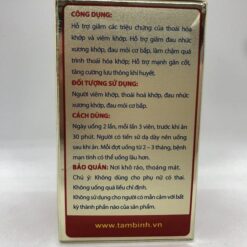 CÔNG DỤNG:
Hỗ trợ giảm các triệu chứng của thoái hóa
khớp và viêm khớp. Hỗ trợ giảm đau nhức
xương khớp, đau mỏi cơ bắp, làm chậm quá
trình thoái hóa khớp; Hỗ trợ mạnh gân cốt,
tăng cường lưu thông khí huyết.
ĐỐI TƯỢNG SỬ DỤNG:
Người viêm khớp, thoái hoá khớp, đau nhức
xương khớp, đau mỏi cơ bắp.
CÁCH DÙNG:
Ngày uống 2 lần, mỗi lần 3 viên, trước khi ăn
30 phút. Người có tiền sử dạ dày nên uống
sau khi ăn. Mỗi đợt uống từ 2 - 3 tháng, bệnh
mạn tính có thể uống lâu hơn.
BẢO QUẢN: Nơi khô ráo, thoáng mát.
Chú ý: Không dùng cho phụ nữ có thai.
Không uống quá liều chỉ định.
Không sử dụng cho người có mẫn cảm với bất
kỳ thành phần nào của sản phẩm.
www.tambinh.vn